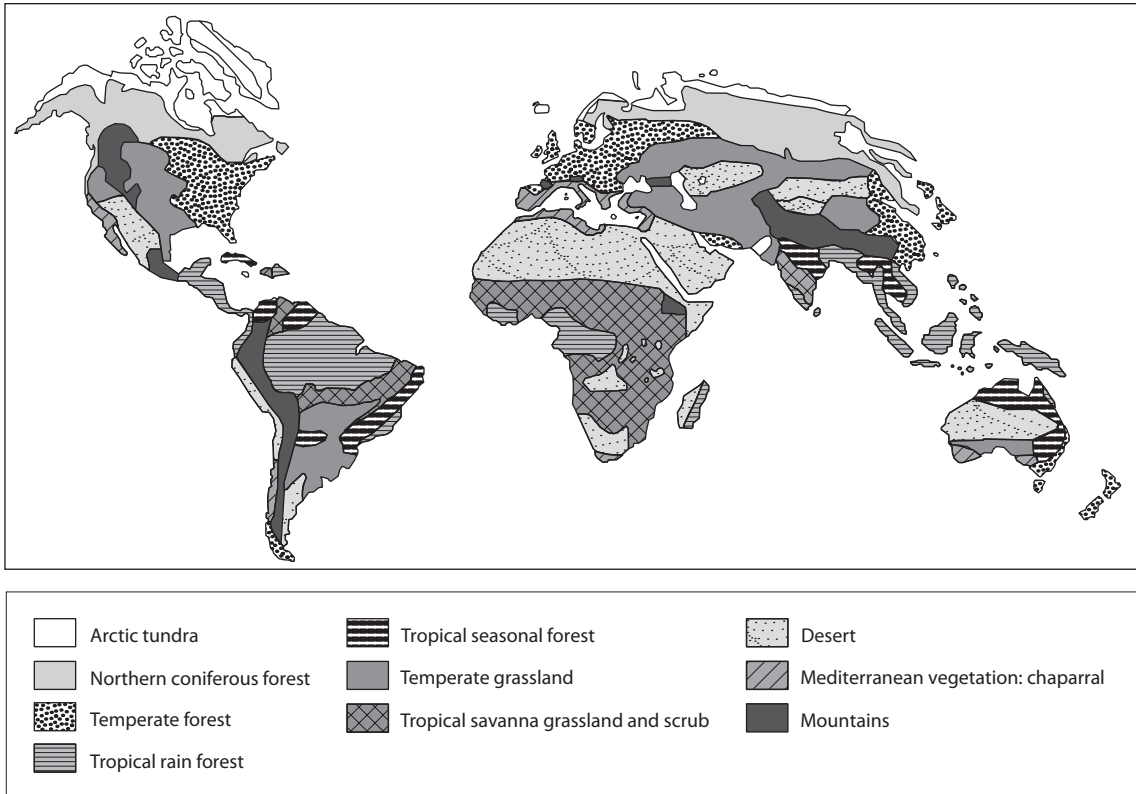 Arctic tundra
Northern coniferous forest
Temperate forest
Tropical rain forest
Tropical seasonal forest
Temperate grassland
Tropical savanna grassland and scrub
Desert
Mediterranean vegetation: chaparral
Mountains